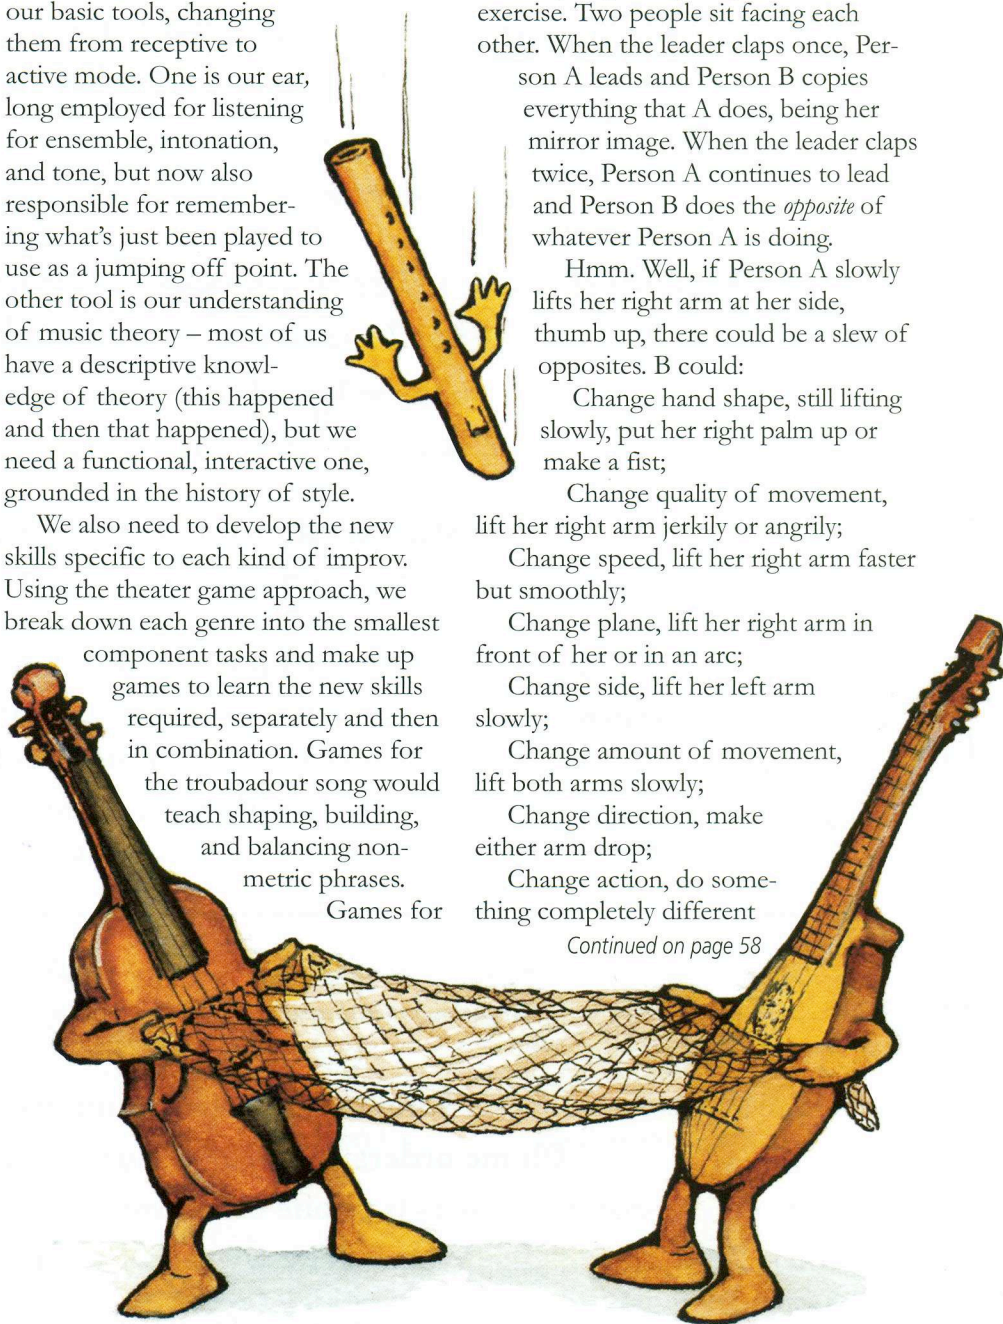 our basic tools, changing
them from receptive to
active mode. One is our ear,
long employed for listening
for ensemble, intonation,
and tone, but now also
responsible for remember-
ing what's just been played to
use as a jumping off point. The
other tool is our understanding
of music theory – most of us
have a descriptive knowl-
edge of theory (this happened
and then that happened), but we
need a functional, interactive one,
grounded in the history of style.
We also need to develop the new
skills specific to each kind of improv.
Using the theater game approach, we
break down each genre into the smallest
component tasks and make up
games to learn the new skills
required, separately and then
in combination. Games for
the troubadour song would
teach shaping, building,
and balancing non-
metric phrases.
Games for
exercise. Two people sit facing each
other. When the leader claps once, Per-
son A leads and Person B copies
everything that A does, being her
mirror image. When the leader claps
twice, Person A continues to lead
and Person B does the opposite of
whatever Person A is doing.
Hmm. Well, if Person A slowly
lifts her right arm at her side,
thumb up, there could be a slew of
opposites. B could:
Change hand shape, still lifting
slowly, put her right palm up or
make a fist;
Change quality of movement,
lift her right arm jerkily or angrily;
Change speed, lift her right arm faster
but smoothly;
Change plane, lift her right arm in
front of her or in an arc;
Change side, lift her left arm
slowly;
Change amount of movement,
lift both arms slowly;
Change direction, make
either arm drop;
Change action, do some-
thing completely different
Continued on page 58